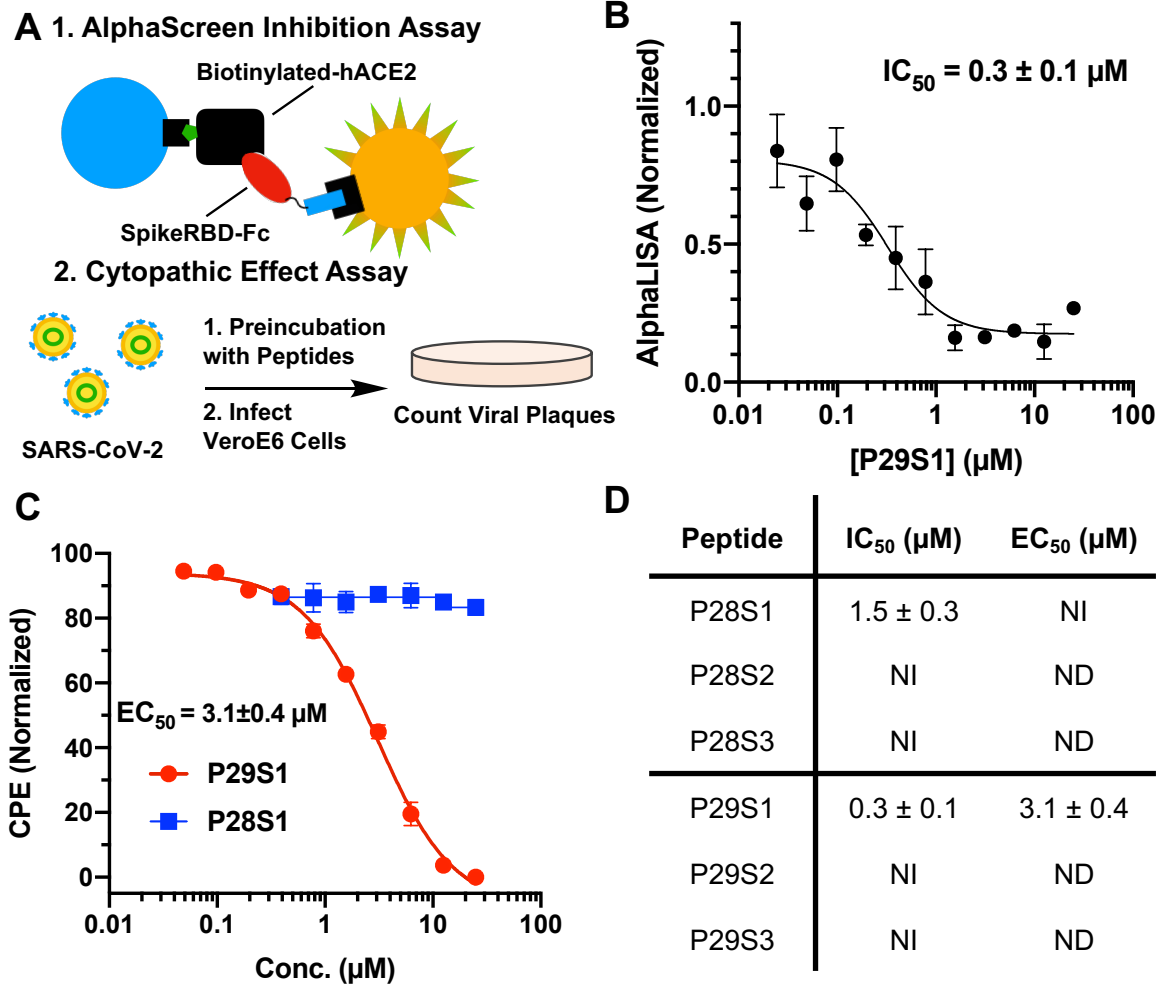 A 1. AlphaScreen Inhibition Assay
Biotinylated-hACE2
SpikeRBD-Fc
2. Cytopathic Effect Assay
1. Preincubation
with Peptides
2. Infect
VeroE6 Cells
SARS-CoV-2
Count Viral Plaques
B
IC50 = 0.3 ± 0.1 µM
AlphaLISA (Normalized)
1.0
0.5
0.0
0.01 0.1 1 10 100
[P29S1] (µM)
C
CPE (Normalized)
100
80
60
40
20
0
EC50 = 3.1±0.4 µM
P29S1
P28S1
0.01 0.1 1 10 100
Conc. (µM)
D
Peptide IC50 (µM) EC50 (µM)
P28S1 1.5 ± 0.3 NI
P28S2 NI ND
P28S3 NI ND
P29S1 0.3 ± 0.1 3.1 ± 0.4
P29S2 NI ND
P29S3 NI ND